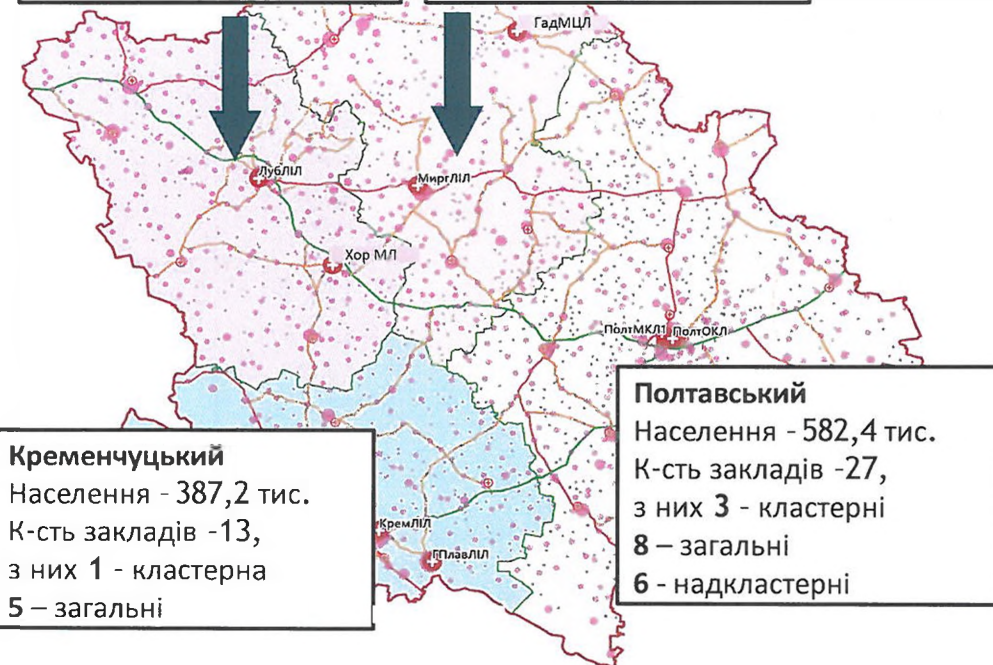 ГадМЦЛ
ЛубЛІЛ
МиргЛІЛ
Хор МЛ
ПолтМКЛ1 ПолтОКЛ
Полтавський
Населення - 582,4 тис.
К-сть закладів -27,
з них 3 - кластерні
8 – загальні
6 - надкластерні
Кременчуцький
Населення - 387,2 тис.
К-сть закладів -13,
з них 1 - кластерна
5 – загальні
КремЛІЛ
ГПлавЛІЛ